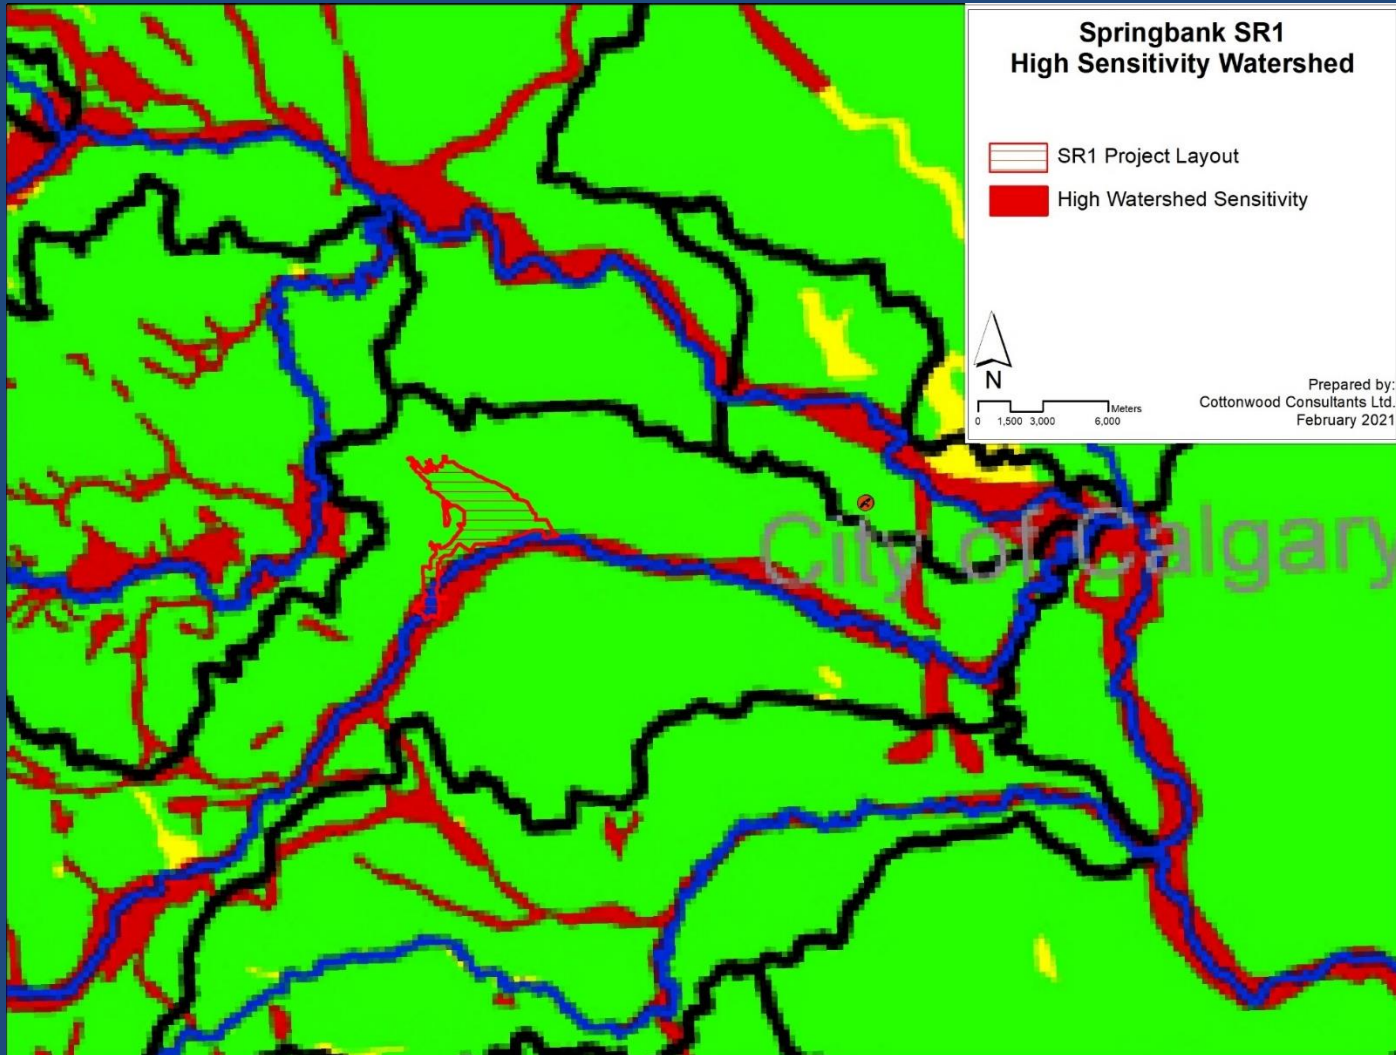 Springbank SR1
High Sensitivity Watershed
SR1 Project Layout
High Watershed Sensitivity
N
Meters
0 1,500 3,000 6,000
Prepared by:
Cottonwood Consultants Ltd.
February 2021
City of Calgary